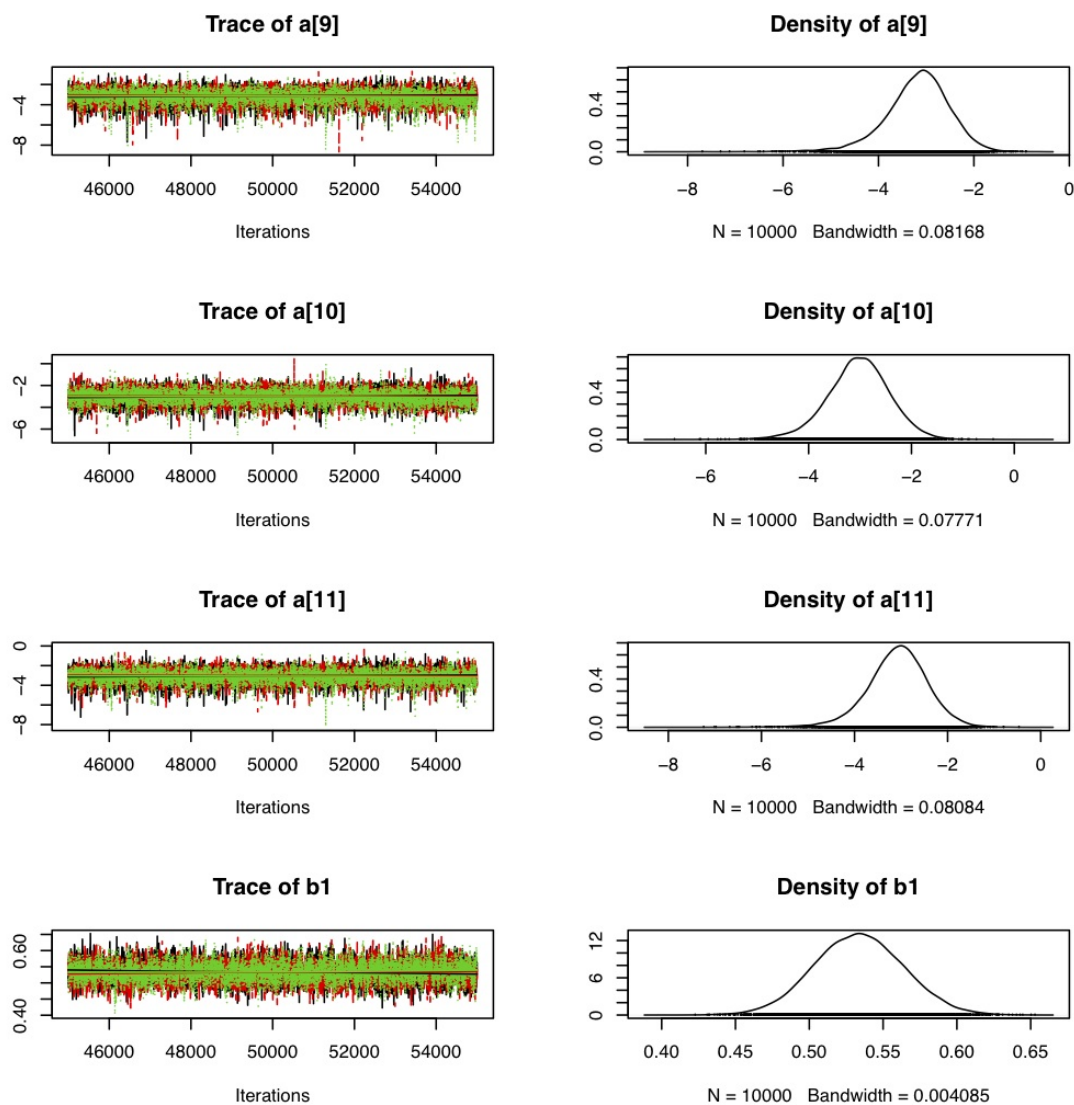 Trace of a[9]
Density of a[9]
−4
−8
46000 48000 50000 52000 54000
Iterations
0.4
0.0
−8 −6 −4 −2 0
N = 10000 Bandwidth = 0.08168
Trace of a[10]
Density of a[10]
−2
−6
46000 48000 50000 52000 54000
Iterations
0.4
0.0
−6 −4 −2 0
N = 10000 Bandwidth = 0.07771
Trace of a[11]
Density of a[11]
0
−4
−8
46000 48000 50000 52000 54000
Iterations
0.4
0.0
−8 −6 −4 −2 0
N = 10000 Bandwidth = 0.08084
Trace of b1
Density of b1
0.60
0.40
46000 48000 50000 52000 54000
Iterations
12
6
0
0.40 0.45 0.50 0.55 0.60 0.65
N = 10000 Bandwidth = 0.004085